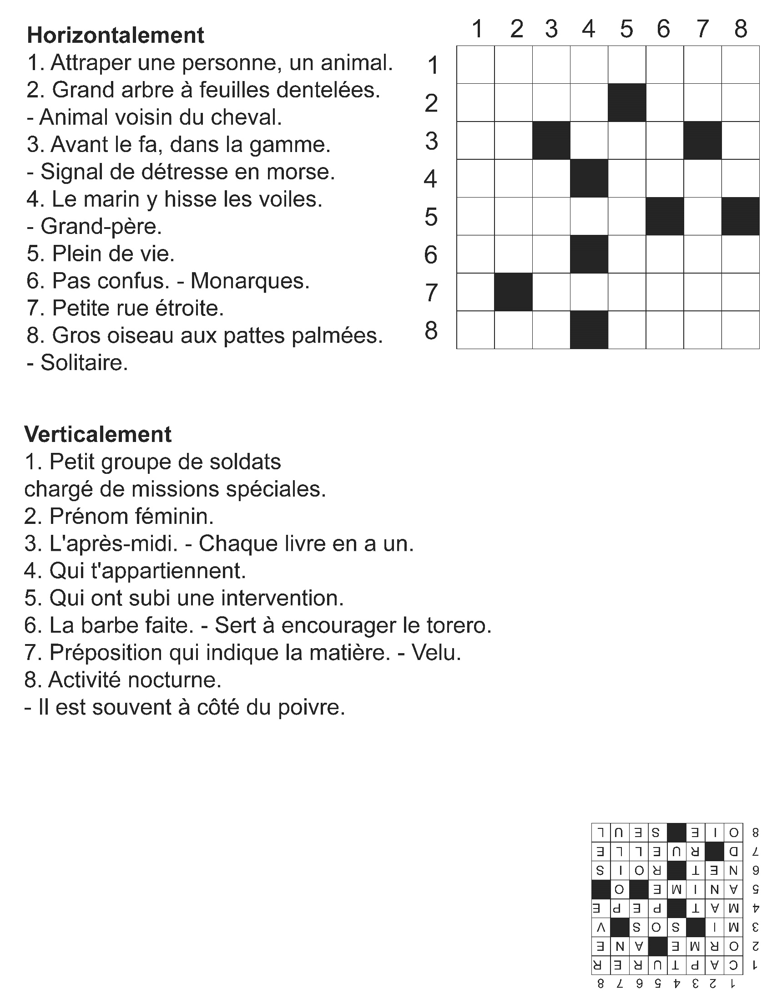 Horizontalement
1. Attraper une personne, un animal.
2. Grand arbre à feuilles dentelées.
- Animal voisin du cheval.
3. Avant le fa, dans la gamme.
- Signal de détresse en morse.
4. Le marin y hisse les voiles.
- Grand-père.
5. Plein de vie.
6. Pas confus. - Monarques.
7. Petite rue étroite.
8. Gros oiseau aux pattes palmées.
- Solitaire.
1 2 3 4 5 6 7 8
1
2
3
4
5
6
7
8
Verticalement
1. Petit groupe de soldats
chargé de missions spéciales.
2. Prénom féminin.
3. L'après-midi. - Chaque livre en a un.
4. Qui t'appartiennent.
5. Qui ont subi une intervention.
6. La barbe faite. - Sert à encourager le torero.
7. Préposition qui indique la matière. - Velu.
8. Activité nocturne.
- Il est souvent à côté du poivre.
1 2 3 4 5 6 7 8
1 C A P T U R E R
2 O R M E A N E
3 M I S O S V
4 M A T P E P E
5 A N I M E O
6 N E T R O I S
7 D R U E L L E
8 O I E S E U L